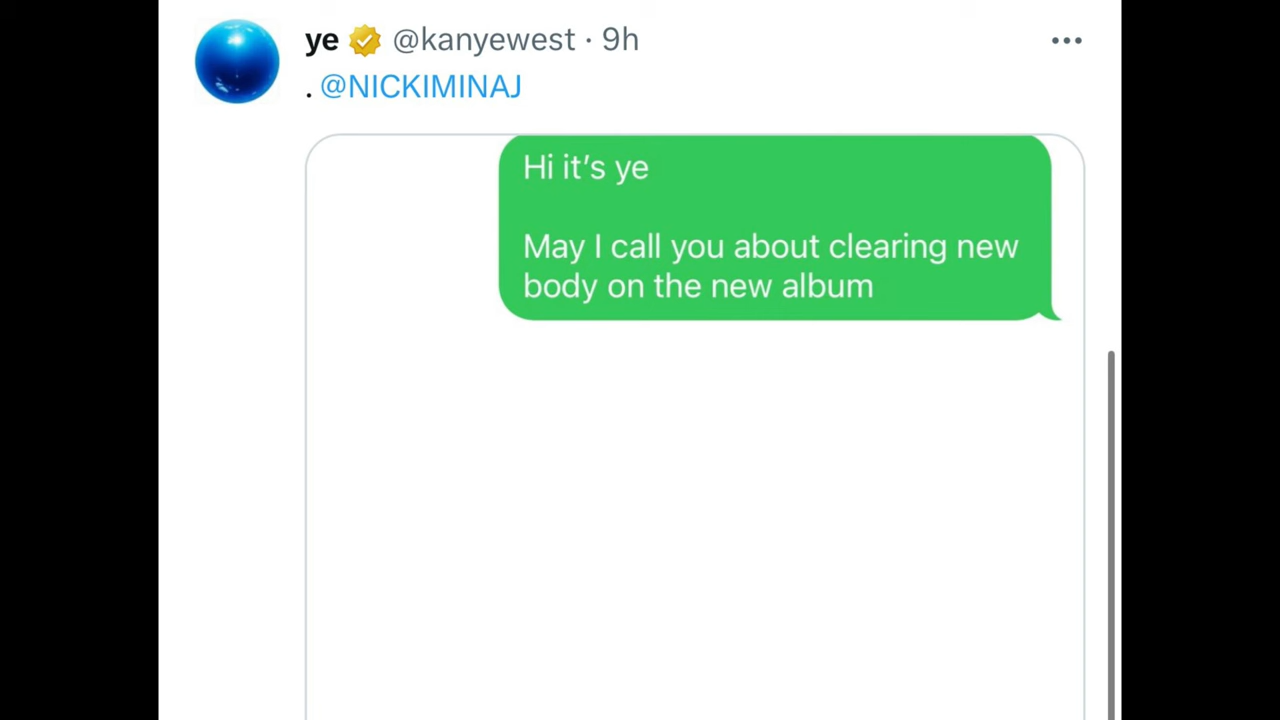 ye @kanyewest · 9h
. @NICKIMINAJ
Hi it’s ye
May I call you about clearing new
body on the new album